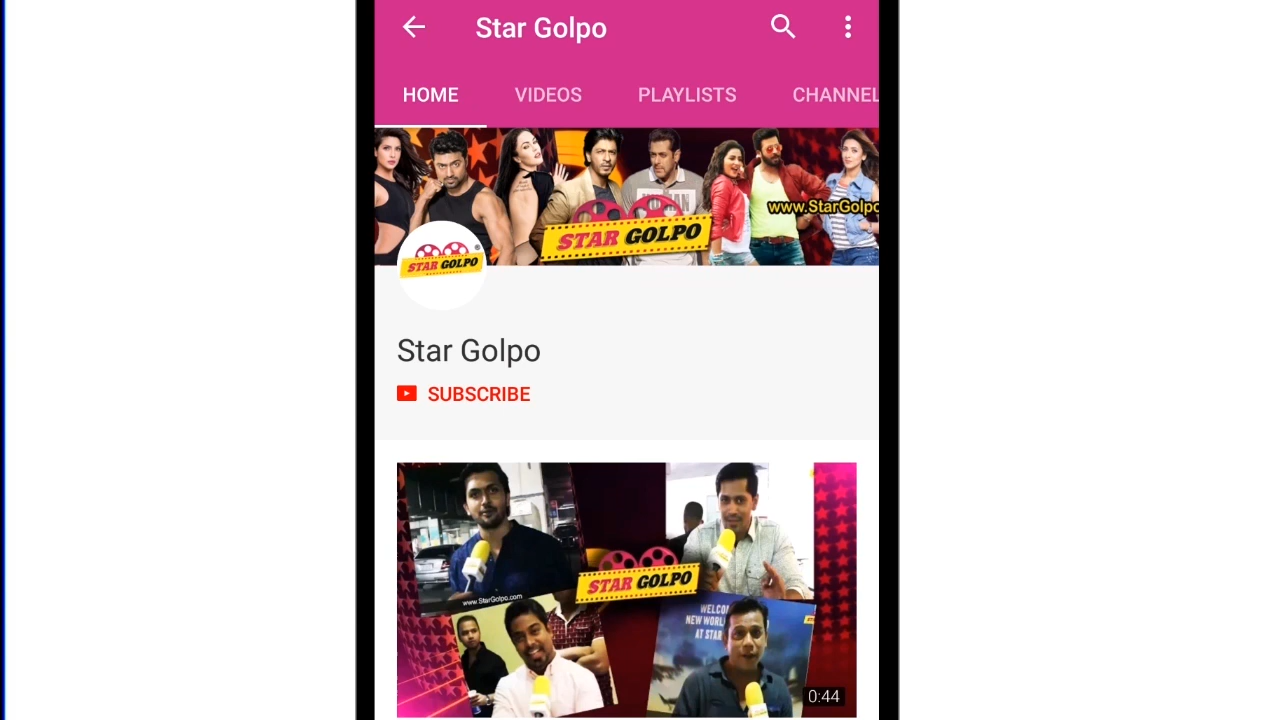 Star Golpo
HOME VIDEOS PLAYLISTS CHANNEL
www.StarGolpo
STAR GOLPO
STAR GOLPO ®
Star Golpo
SUBSCRIBE
STAR GOLPO
www.StarGolpo.com
WELCO
NEW WORL
AT STAR
0:44